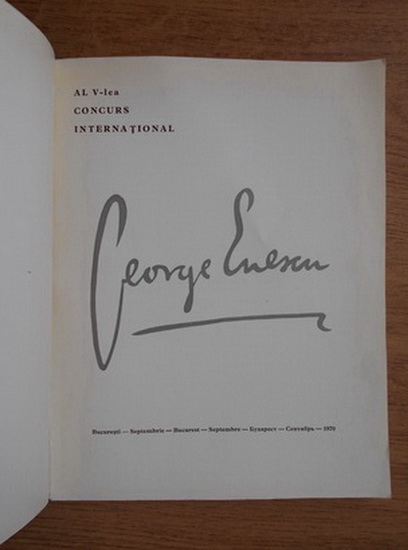 AL V-lea
CONCURS
INTERNAŢIONAL
George Enescu
Bucureşti — Septembrie — Bucarest — Septembre — Бухарест — Сентябрь — 1970